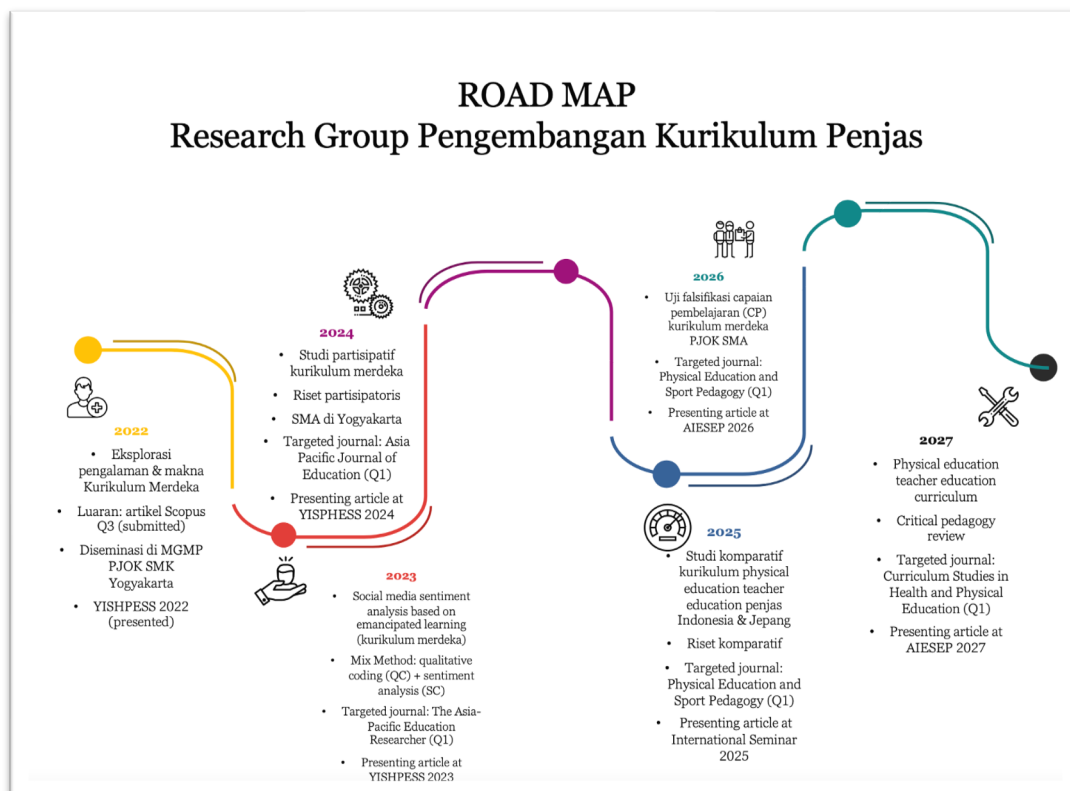 ROAD MAP
Research Group Pengembangan Kurikulum Penjas
2022
• Eksplorasi
pengalaman & makna
Kurikulum Merdeka
• Luaran: artikel Scopus
Q3 (submitted)
• Diseminasi di MGMP
PJOK SMK
Yogyakarta
• YISHPESS 2022
(presented)
2023
• Social media sentiment
analysis based on
emancipated learning
(kurikulum merdeka)
• Mix Method: qualitative
coding (QC) + sentiment
analysis (SC)
• Targeted journal: The Asia-
Pacific Education
Researcher (Q1)
• Presenting article at
YISHPESS 2023
2024
• Studi partisipatif
kurikulum merdeka
• Riset partisipatoris
• SMA di Yogyakarta
• Targeted journal: Asia
Pacific Journal of
Education (Q1)
• Presenting article at
YISPHESS 2024
2025
• Studi komparatif
kurikulum physical
education teacher
education penjas
Indonesia & Jepang
• Riset komparatif
• Targeted journal:
Physical Education and
Sport Pedagogy (Q1)
• Presenting article at
International Seminar
2025
2026
• Uji falsifikasi capaian
pembelajaran (CP)
kurikulum merdeka
PJOK SMA
• Targeted journal:
Physical Education and
Sport Pedagogy (Q1)
• Presenting article at
AIESEP 2026
2027
• Physical education
teacher education
curriculum
• Critical pedagogy
review
• Targeted journal:
Curriculum Studies in
Health and Physical
Education (Q1)
• Presenting article at
AIESEP 2027